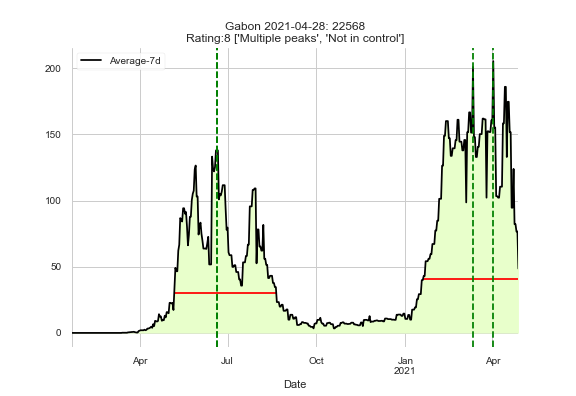 Gabon 2021-04-28: 22568
Rating:8 ['Multiple peaks', 'Not in control']
Average-7d
200
150
100
50
0
Apr
Jul
Oct
Jan
2021
Apr
Date